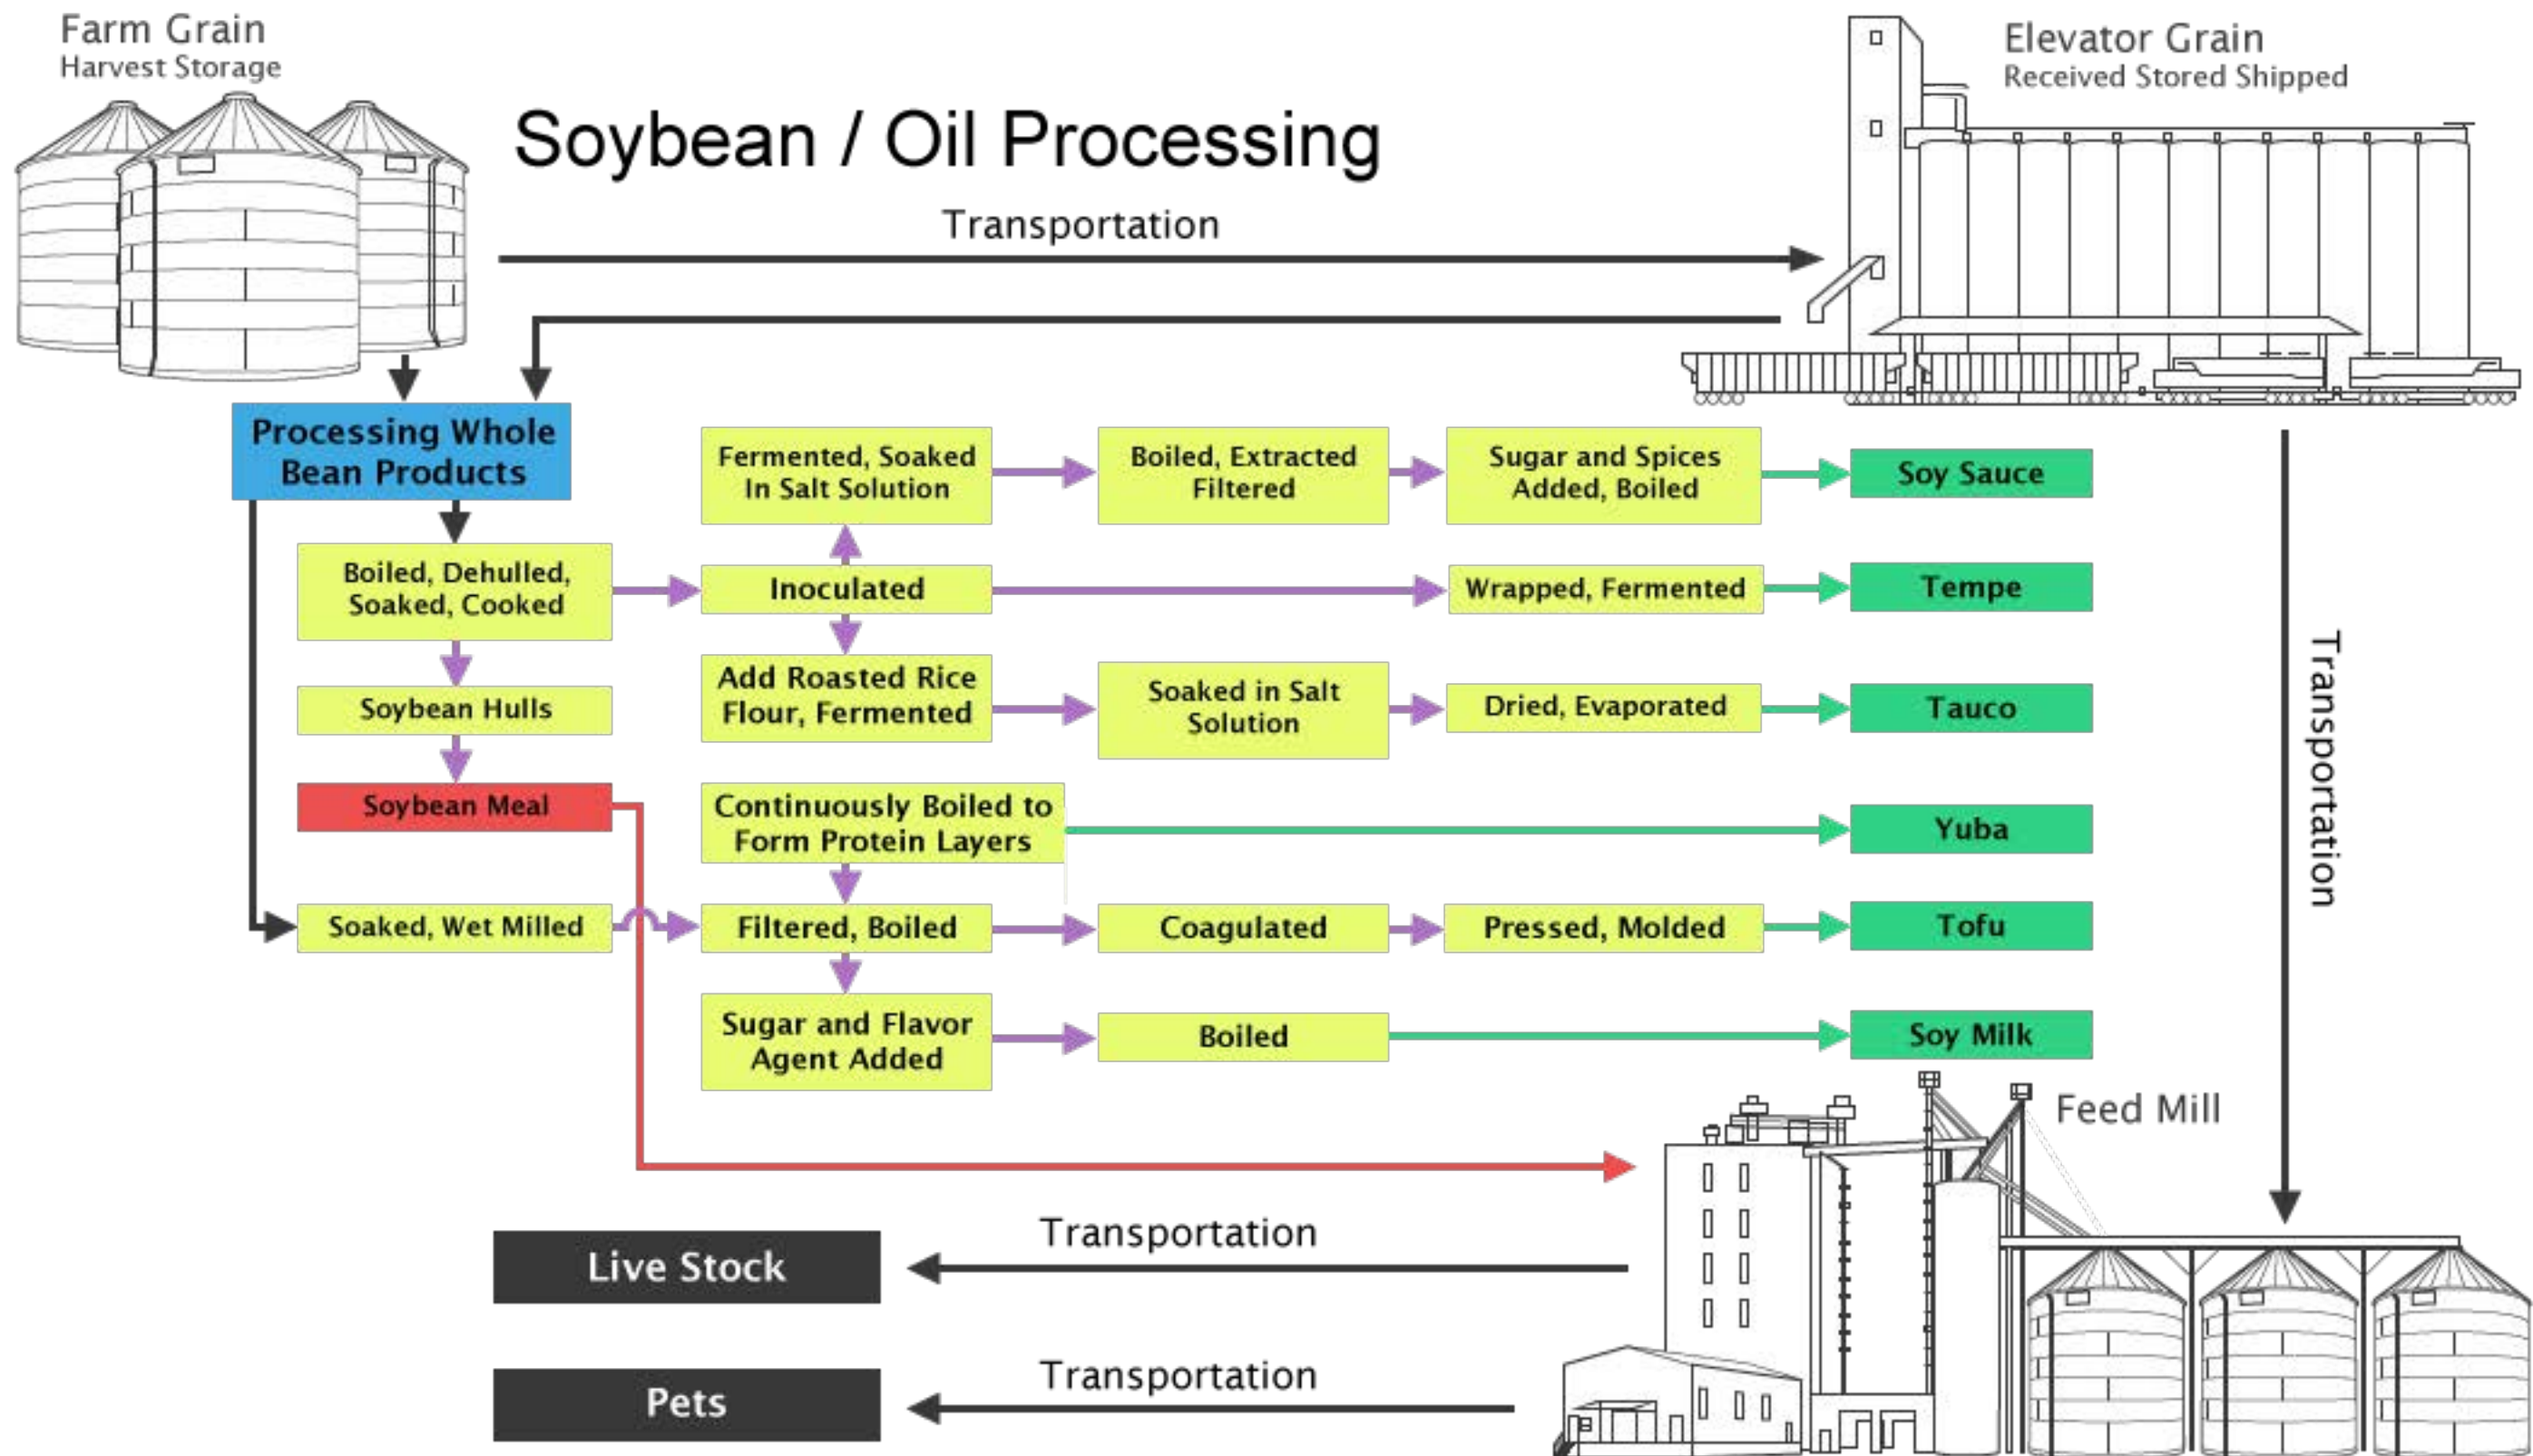 Farm Grain
Harvest Storage
Elevator Grain
Received Stored Shipped
Soybean / Oil Processing
Transportation
Processing Whole
Bean Products
Fermented, Soaked
In Salt Solution
Boiled, Extracted
Filtered
Sugar and Spices
Added, Boiled
Soy Sauce
Boiled, Dehulled,
Soaked, Cooked
Inoculated
Wrapped, Fermented
Tempe
Soybean Hulls
Add Roasted Rice
Flour, Fermented
Soaked in Salt
Solution
Dried, Evaporated
Tauco
Transportation
Soybean Meal
Continuously Boiled to
Form Protein Layers
Yuba
Soaked, Wet Milled
Filtered, Boiled
Coagulated
Pressed, Molded
Tofu
Sugar and Flavor
Agent Added
Boiled
Soy Milk
Feed Mill
Live Stock
Transportation
Pets
Transportation